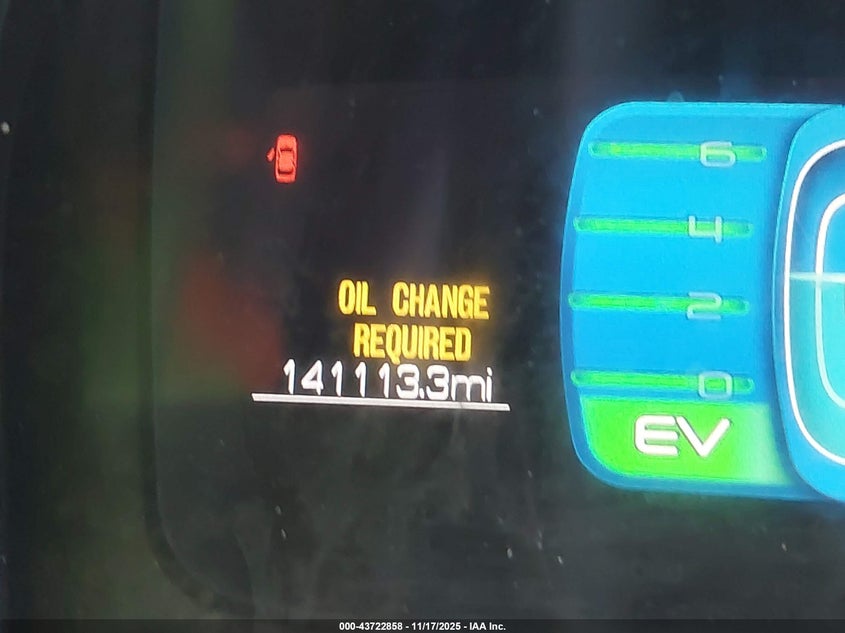 6
4
OIL CHANGE
REQUIRED
2
141113.3mi
0
EV
000-43722858 - 11/17/2025 - IAA Inc.